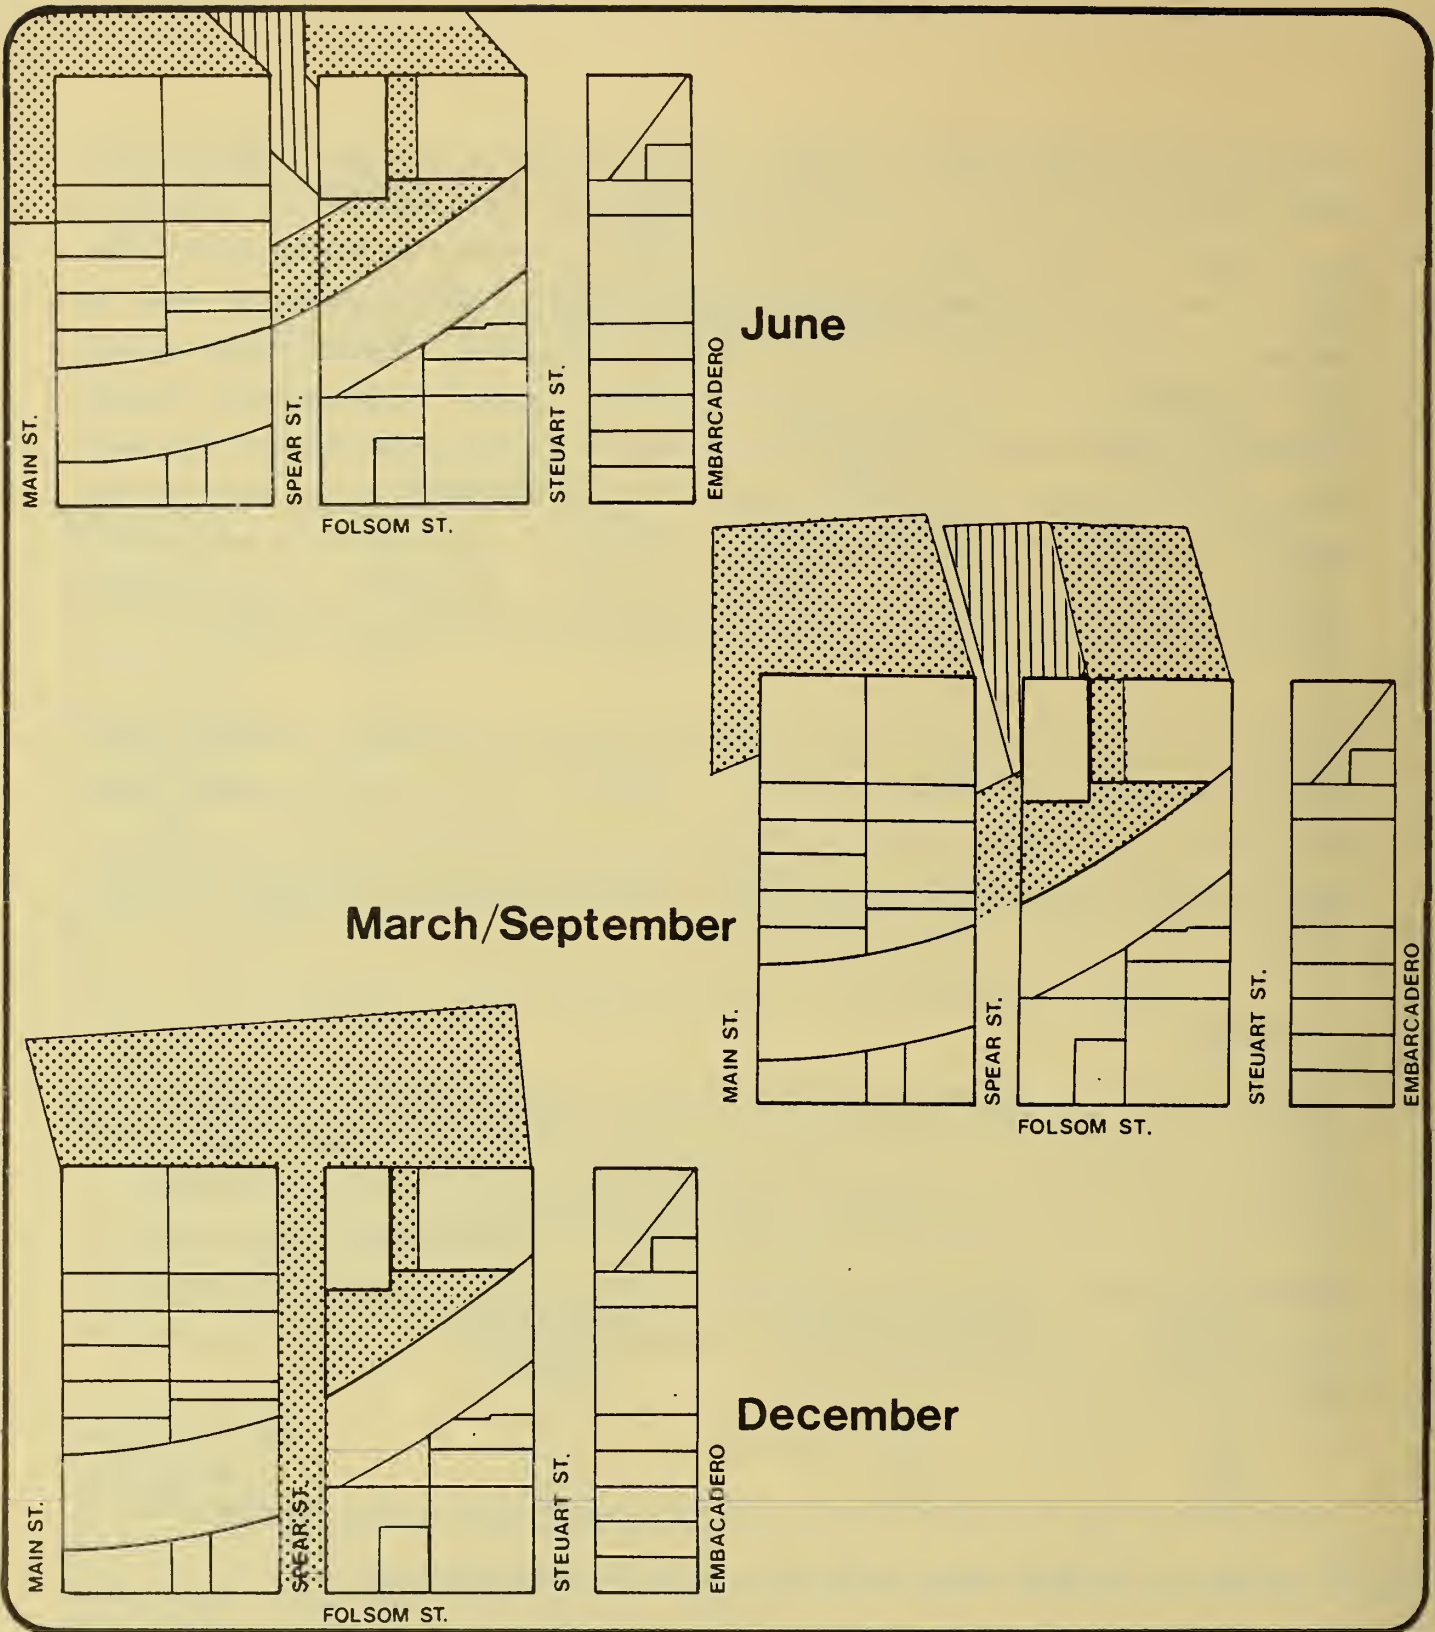 June
MAIN ST.
SPEAR ST.
STEUART ST.
EMBARCADERO
FOLSOM ST.
March/September
MAIN ST.
SPEAR ST.
STEUART ST.
EMBARCADERO
FOLSOM ST.
December
MAIN ST.
SPEAR ST.
STEUART ST.
EMBACADERO
FOLSOM ST.